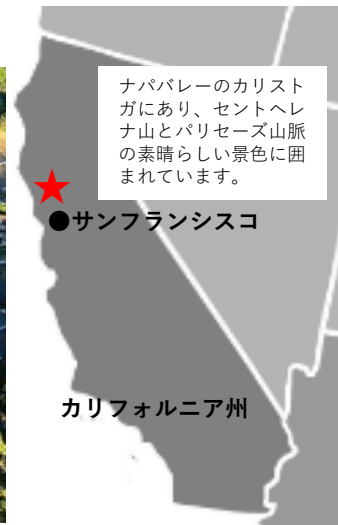 ナパバレーのカリスト
ガにあり、セントヘレ
ナ山とパリセーズ山脈
の素晴らしい景色に囲
まれています。
●サンフランシスコ
カリフォルニア州